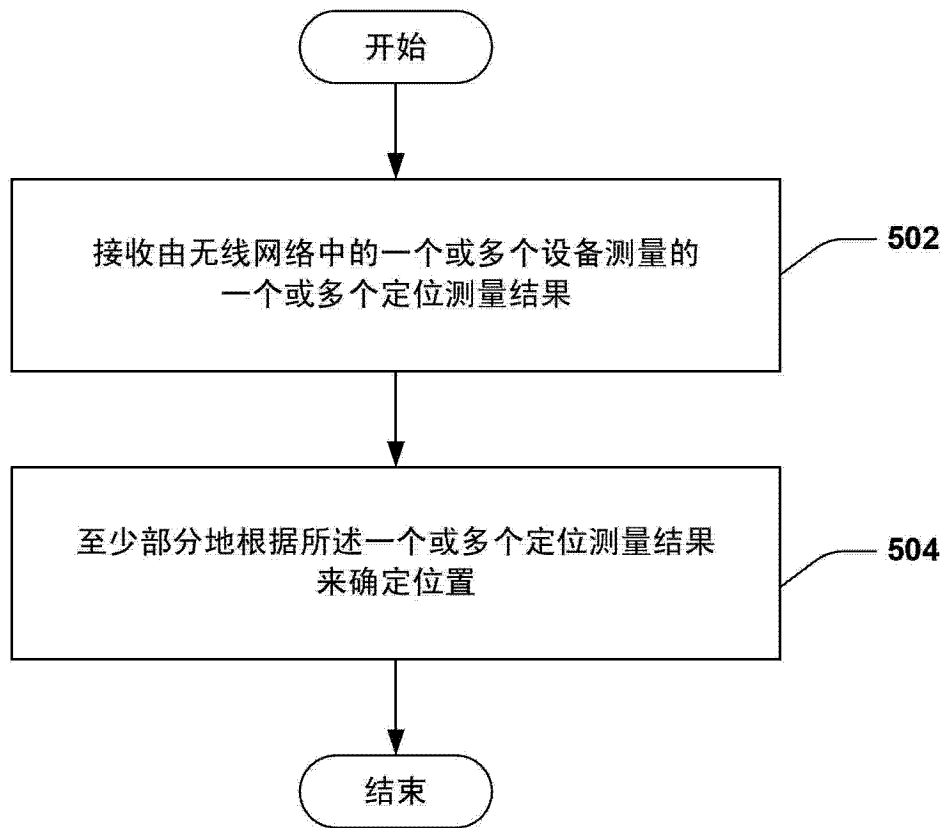 开始
接收由无线网络中的一个或多个设备测量的
一个或多个定位测量结果
502
至少部分地根据所述一个或多个定位测量结果
来确定位置
504
结束